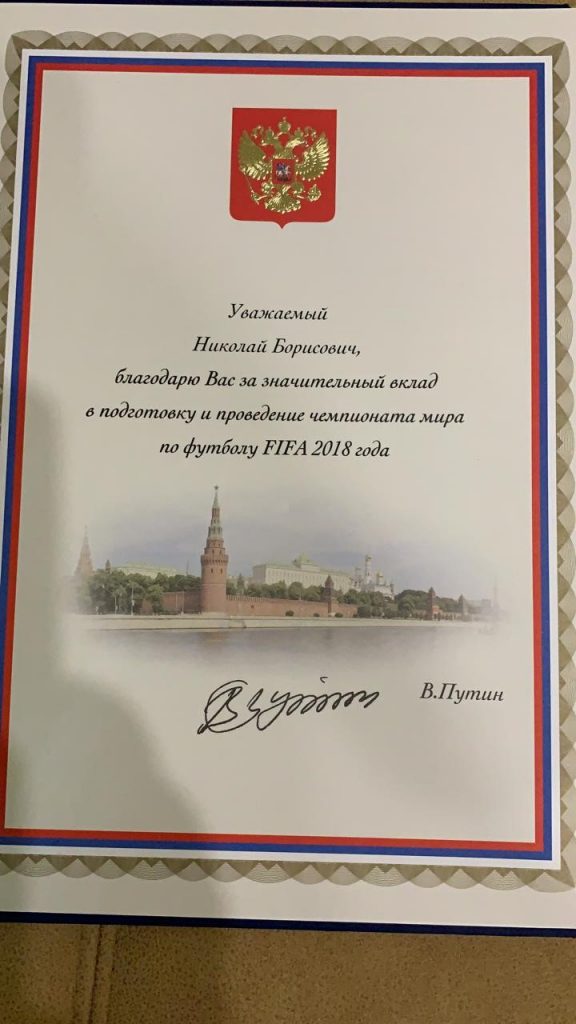 Уважаемый
Николай Борисович,
благодарю Вас за значительный вклад
в подготовку и проведение чемпионата мира
по футболу FIFA 2018 года
В.Путин